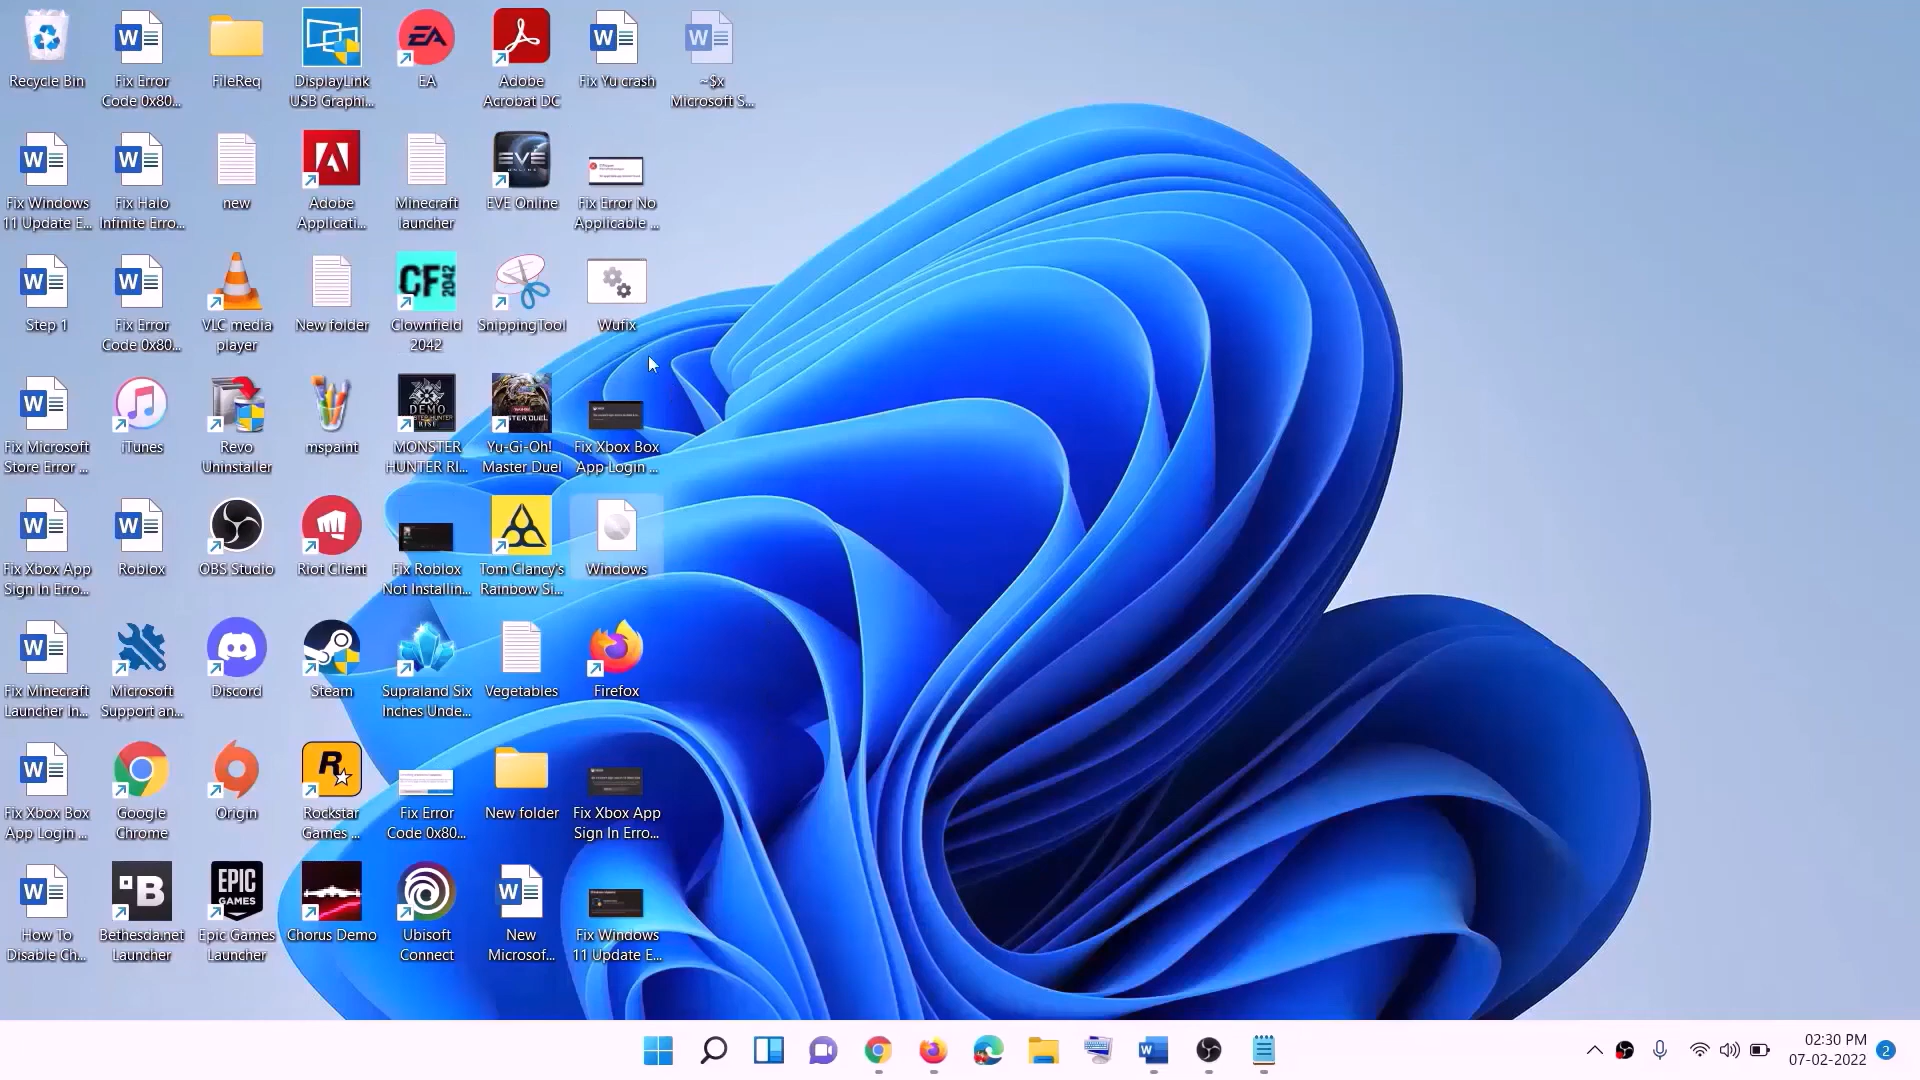 Recycle Bin
Fix Error
Code 0x80...
FileReq
DisplayLink
USB Graphi...
EA
EA
Adobe
Acrobat DC
Fix Yu crash
~$x
Microsoft S...
Fix Windows
11 Update E...
Fix Halo
Infinite Erro...
new
Adobe
Applicati...
Minecraft
launcher
EVE
EVE Online
Fix Error No
Applicable ...
Step 1
Fix Error
Code 0x80...
VLC media
player
New folder
CF 2042
Clownfield
2042
SnippingTool
Wufix
Fix Microsoft
Store Error ...
iTunes
Revo
Uninstaller
mspaint
DEMO
MONSTER
HUNTER RI...
Yu-Gi-Oh!
Master Duel
Fix Xbox Box
App Login ...
Fix Xbox App
Sign In Erro...
Roblox
OBS Studio
Riot Client
Fix Roblox
Not Installin...
Tom Clancy's
Rainbow Si...
Windows
Fix Minecraft
Launcher In...
Microsoft
Support an...
Discord
Steam
Supraland Six
Inches Unde...
Vegetables
Firefox
Fix Xbox Box
App Login ...
Google
Chrome
Origin
Rockstar
Games ...
Fix Error
Code 0x80...
New folder
Fix Xbox App
Sign In Erro...
How To
Disable Ch...
B
Bethesda.net
Launcher
EPIC
GAMES
Epic Games
Launcher
Chorus Demo
Ubisoft
Connect
New
Microsof...
Fix Windows
11 Update E...
02:30 PM
07-02-2022
2